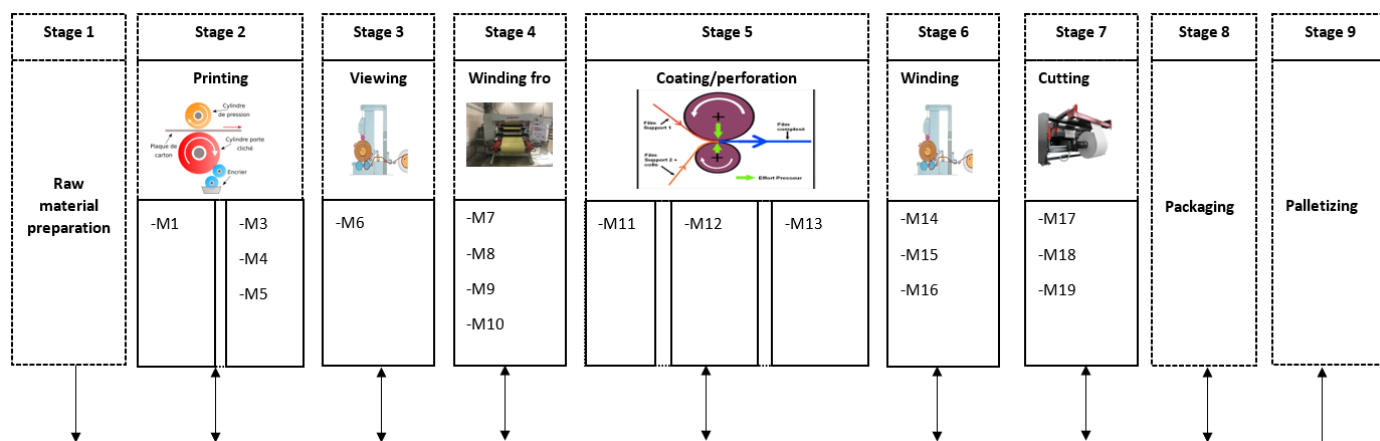 Stage 1
Stage 2
Stage 3
Stage 4
Stage 5
Stage 6
Stage 7
Stage 8
Stage 9
Raw
material
preparation
Printing
Cylindre
de pression
Plaque de
carton
Cylindre porte
cliché
Encrier
-M1
-M3
-M4
-M5
Viewing
-M6
Winding fro
-M7
-M8
-M9
-M10
Coating/perforation
Film
Support 1
Film complexé
Film
Support 2 +
colle
Effort Presseur
-M11
-M12
-M13
Winding
-M14
-M15
-M16
Cutting
-M17
-M18
-M19
Packaging
Palletizing